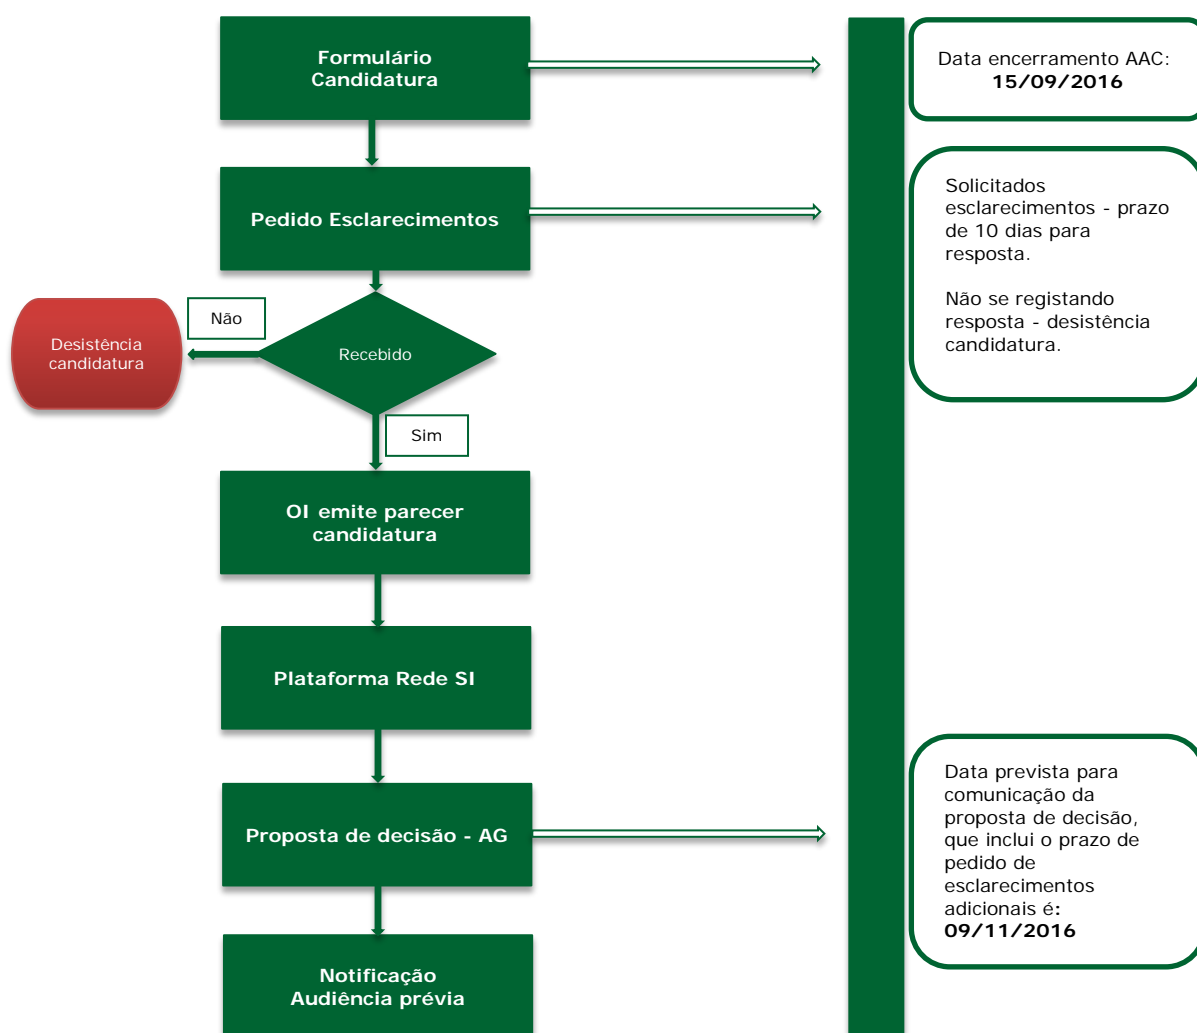 Formulário
Candidatura
Data encerramento AAC:
15/09/2016
Pedido Esclarecimentos
Solicitados
esclarecimentos - prazo
de 10 dias para
resposta.
Não se registando
resposta - desistência
candidatura.
Não
Desistência
candidatura
Recebido
Sim
OI emite parecer
candidatura
Plataforma Rede SI
Proposta de decisão - AG
Data prevista para
comunicação da
proposta de decisão,
que inclui o prazo de
pedido de
esclarecimentos
adicionais é:
09/11/2016
Notificação
Audiência prévia